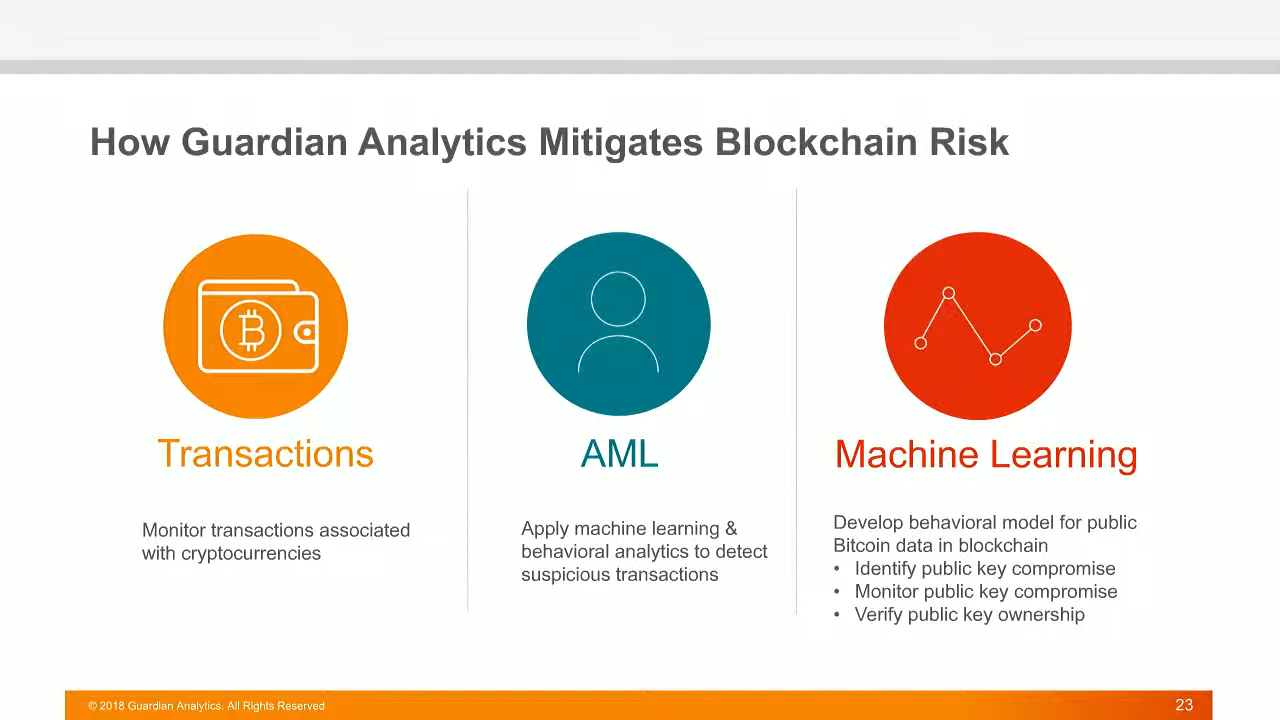 How Guardian Analytics Mitigates Blockchain Risk
Transactions
Monitor transactions associated
with cryptocurrencies
AML
Apply machine learning &
behavioral analytics to detect
suspicious transactions
Machine Learning
Develop behavioral model for public
Bitcoin data in blockchain
• Identify public key compromise
• Monitor public key compromise
• Verify public key ownership
© 2018 Guardian Analytics. All Rights Reserved
23